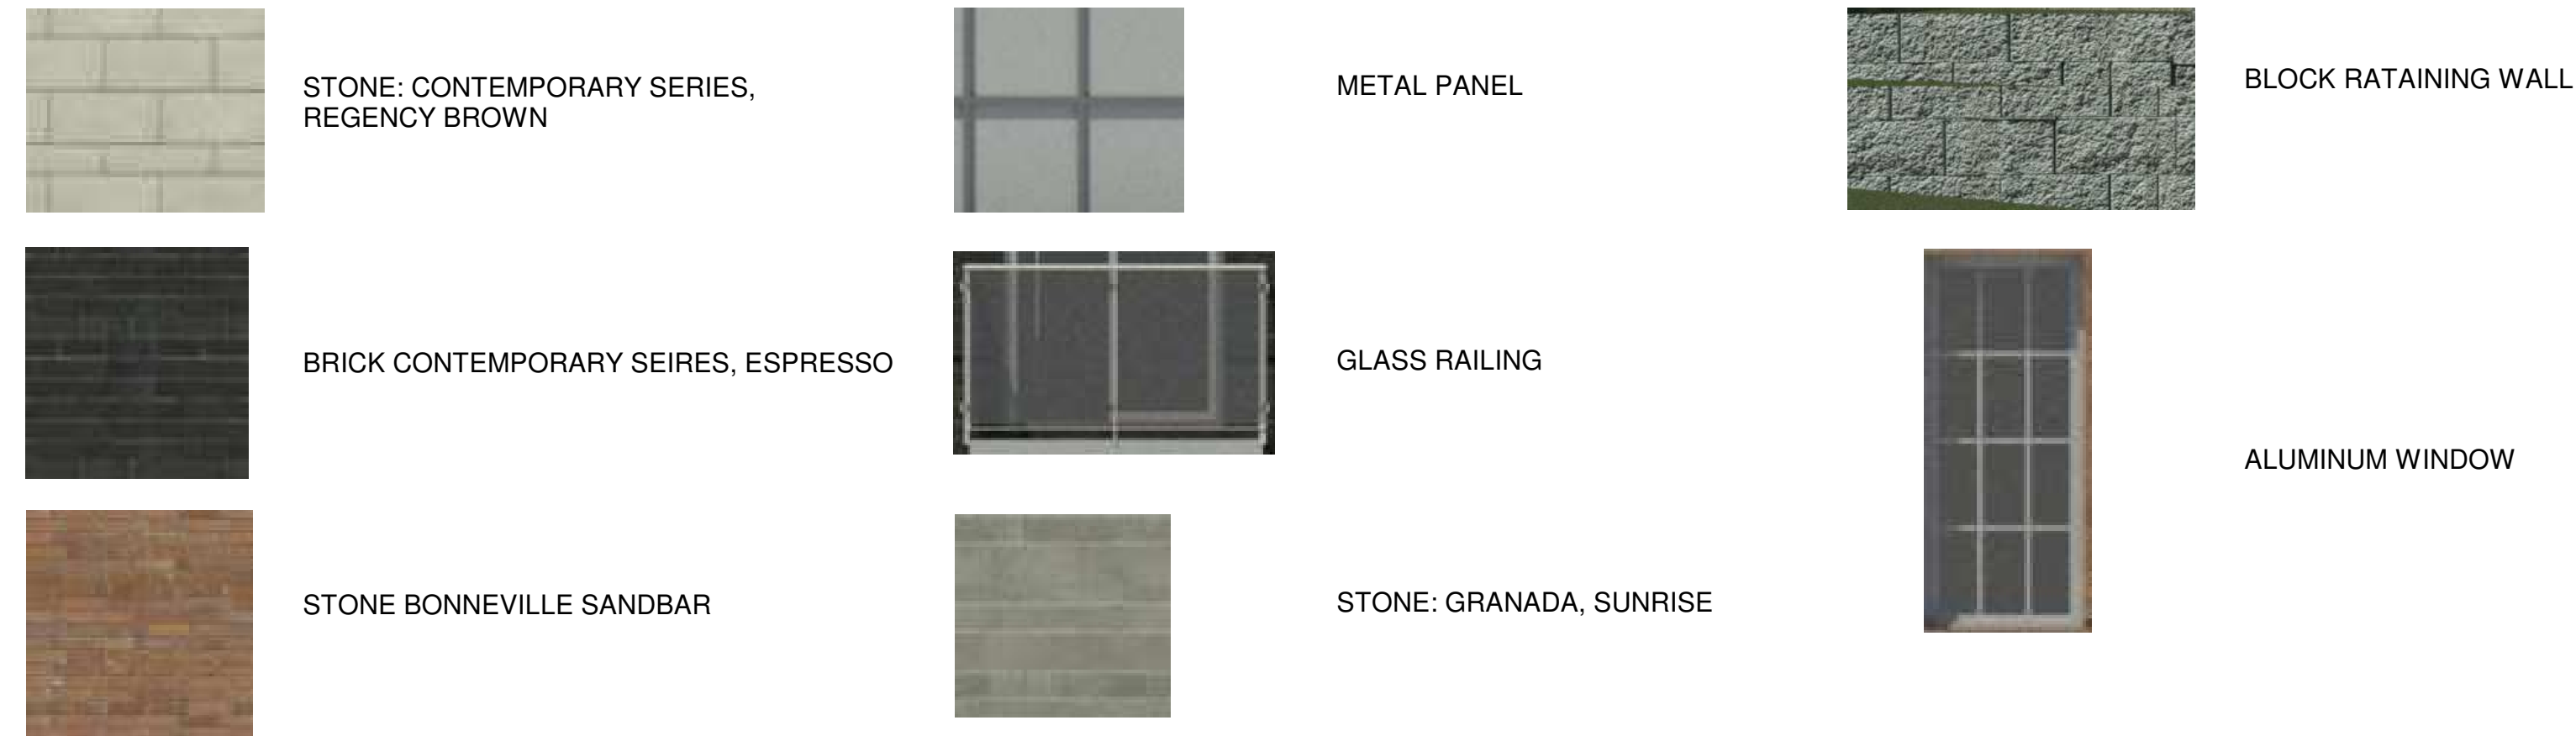 STONE: CONTEMPORARY SERIES,
REGENCY BROWN
METAL PANEL
BLOCK RATAINING WALL
BRICK CONTEMPORARY SEIRES, ESPRESSO
GLASS RAILING
ALUMINUM WINDOW
STONE BONNEVILLE SANDBAR
STONE: GRANADA, SUNRISE